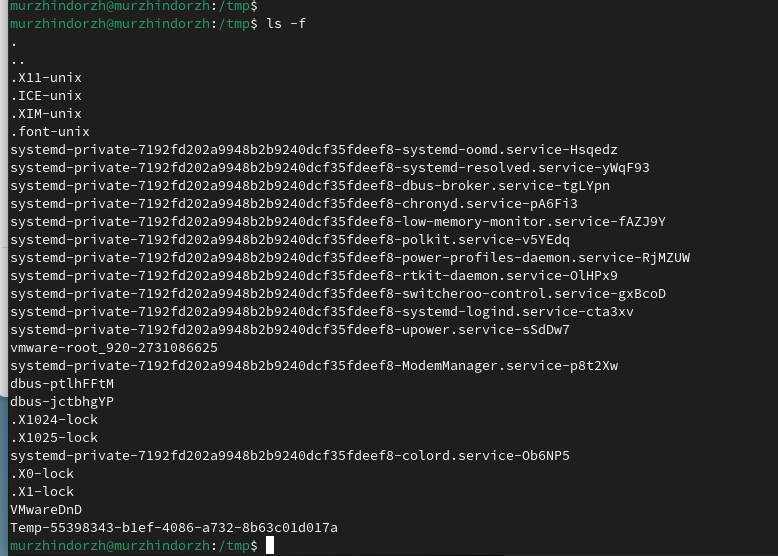 murzhindorzh@murzhindorzh:/tmp$
murzhindorzh@murzhindorzh:/tmp$ ls -f
.
..
.X11-unix
.ICE-unix
.XIM-unix
.font-unix
systemd-private-7192fd202a9948b2b9240dcf35fdeef8-systemd-oomd.service-Hsqedz
systemd-private-7192fd202a9948b2b9240dcf35fdeef8-systemd-resolved.service-yWqF93
systemd-private-7192fd202a9948b2b9240dcf35fdeef8-dbus-broker.service-tgLYpn
systemd-private-7192fd202a9948b2b9240dcf35fdeef8-chronyd.service-pA6Fi3
systemd-private-7192fd202a9948b2b9240dcf35fdeef8-low-memory-monitor.service-fAZJ9Y
systemd-private-7192fd202a9948b2b9240dcf35fdeef8-polkit.service-v5YEdq
systemd-private-7192fd202a9948b2b9240dcf35fdeef8-power-profiles-daemon.service-RjMZUW
systemd-private-7192fd202a9948b2b9240dcf35fdeef8-rtkit-daemon.service-OlHPx9
systemd-private-7192fd202a9948b2b9240dcf35fdeef8-switcheroo-control.service-gxBcoD
systemd-private-7192fd202a9948b2b9240dcf35fdeef8-systemd-logind.service-cta3xv
systemd-private-7192fd202a9948b2b9240dcf35fdeef8-upower.service-sSdDw7
vmware-root_920-2731086625
systemd-private-7192fd202a9948b2b9240dcf35fdeef8-ModemManager.service-p8t2Xw
dbus-ptlhFFtM
dbus-jctbhgYP
.X1024-lock
.X1025-lock
systemd-private-7192fd202a9948b2b9240dcf35fdeef8-colord.service-Ob6NP5
.X0-lock
.X1-lock
VMwareDnD
Temp-55398343-b1ef-4086-a732-8b63c01d017a
murzhindorzh@murzhindorzh:/tmp$